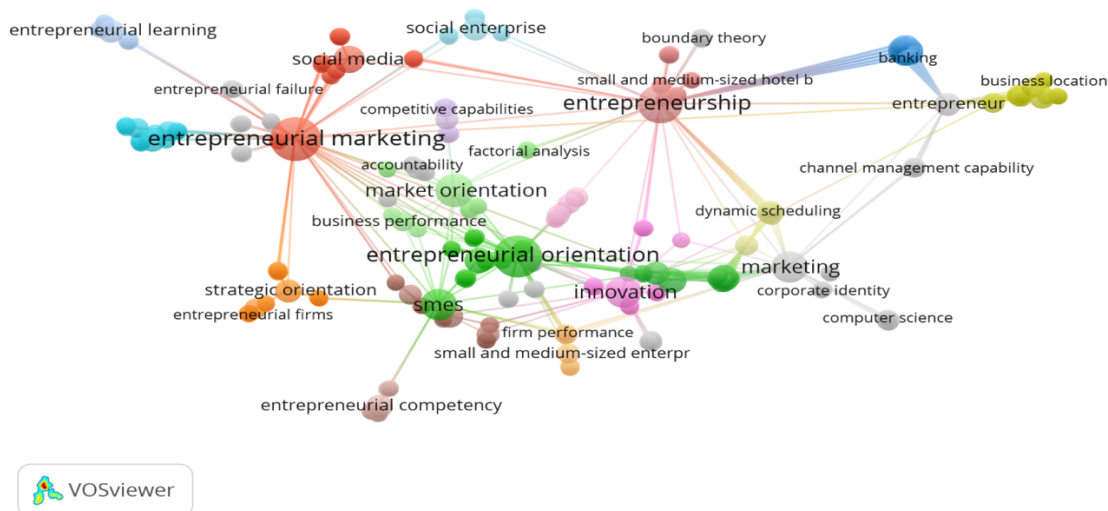 social enterprise
entrepreneurial learning
boundary theory
social media
banking
small and medium-sized hotel b
business location
entrepreneurial failure
entrepreneurship
entrepreneur
competitive capabilities
entrepreneurial marketing
factorial analysis
accountability
channel management capability
market orientation
dynamic scheduling
business performance
entrepreneurial orientation
marketing
strategic orientation
innovation
corporate identity
smes
entrepreneurial firms
computer science
firm performance
small and medium-sized enterpr
entrepreneurial competency
VOSviewer